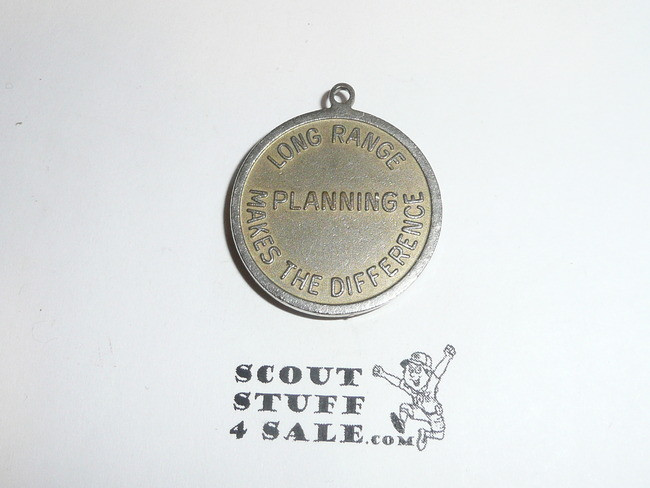 LONG RANGE
PLANNING
MAKES THE DIFFERENCE
SCOUT
STUFF
4 SALE.COM